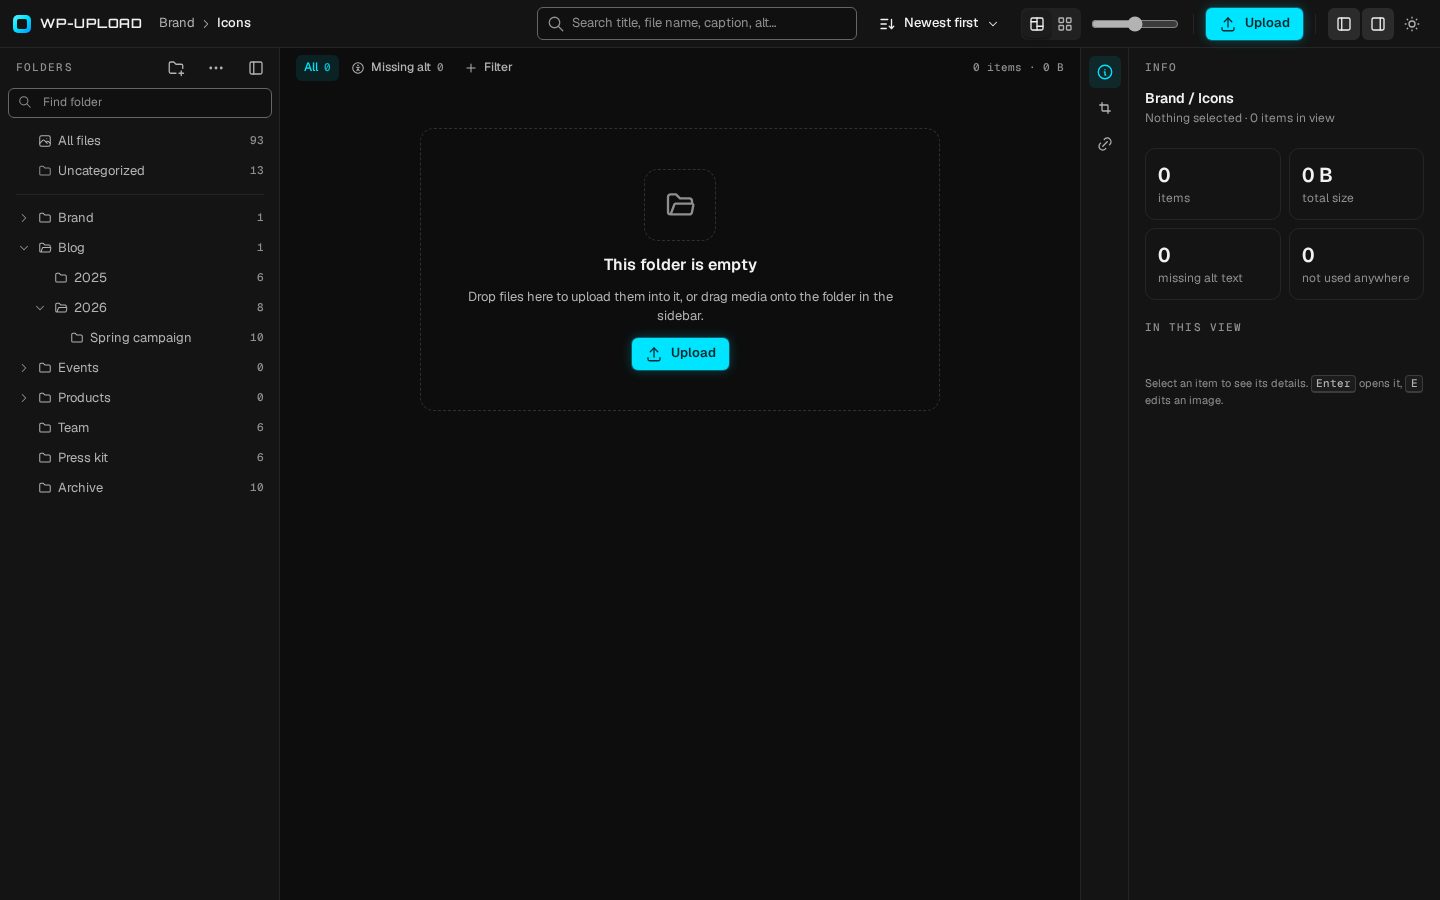 WP-UPLOAD
Brand > Icons
Search title, file name, caption, alt...
Newest first
Upload
FOLDERS
Find folder
All files 93
Uncategorized 13
Brand 1
Blog 1
2025 6
2026 8
Spring campaign 10
Events 0
Products 0
Team 6
Press kit 6
Archive 10
All 0
Missing alt 0
Filter
0 items · 0 B
This folder is empty
Drop files here to upload them into it, or drag media onto the folder in the
sidebar.
Upload
INFO
Brand / Icons
Nothing selected · 0 items in view
0
items
0 B
total size
0
missing alt text
0
not used anywhere
IN THIS VIEW
Select an item to see its details. Enter opens it, E
edits an image.